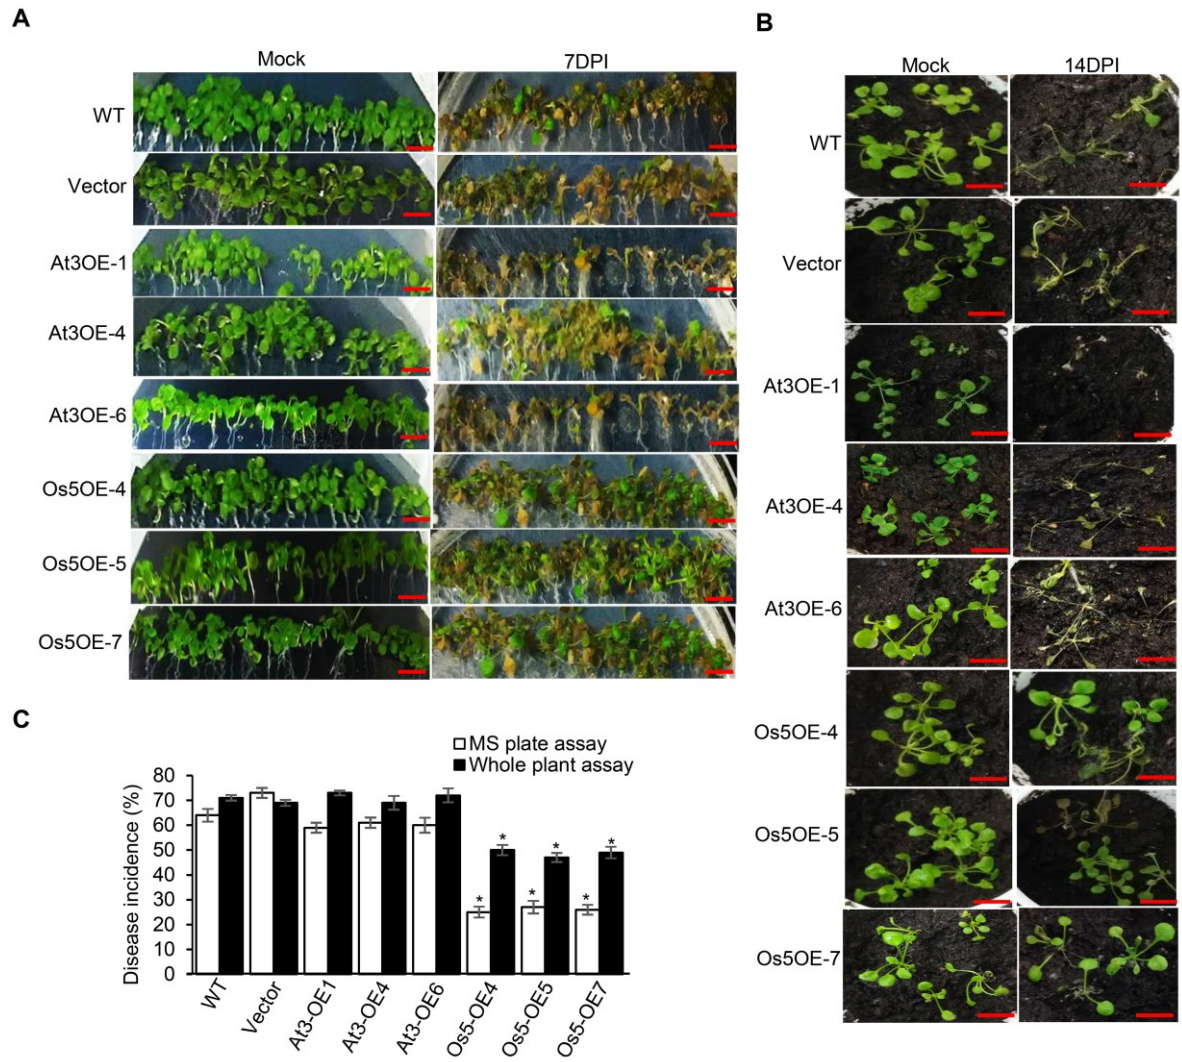 A
Mock 7DPI
WT
Vector
At3OE-1
At3OE-4
At3OE-6
Os5OE-4
Os5OE-5
Os5OE-7
B
Mock 14DPI
WT
Vector
At3OE-1
At3OE-4
At3OE-6
Os5OE-4
Os5OE-5
Os5OE-7
C
MS plate assay
Whole plant assay
Disease incidence (%)
80
70
60
50
40
30
20
10
0
* * * * * *
WT Vector At3-OE1 At3-OE4 At3-OE6 Os5-OE4 Os5-OE5 Os5-OE7